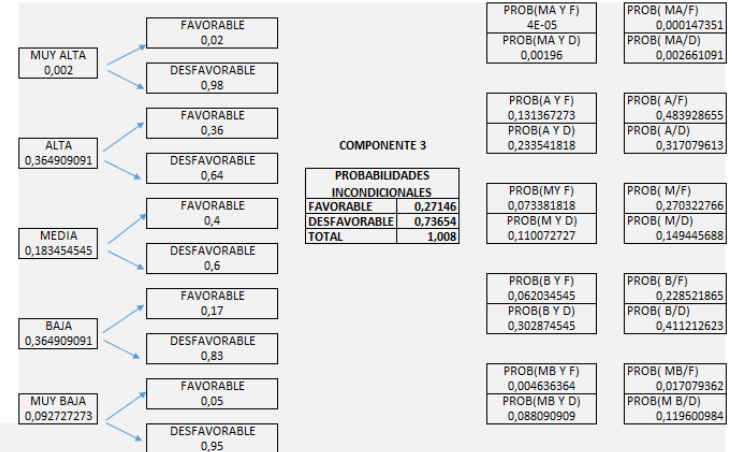 MUY ALTA
0,002
FAVORABLE
0,02
DESFAVORABLE
0,98
ALTA
0,364909091
FAVORABLE
0,36
DESFAVORABLE
0,64
MEDIA
0,183454545
FAVORABLE
0,4
DESFAVORABLE
0,6
BAJA
0,364909091
FAVORABLE
0,17
DESFAVORABLE
0,83
MUY BAJA
0,092727273
FAVORABLE
0,05
DESFAVORABLE
0,95
COMPONENTE 3
PROBABILIDADES
INCONDICIONALES
FAVORABLE 0,27146
DESFAVORABLE 0,73654
TOTAL 1,008
PROB(MA Y F)
4E-05
PROB(MA Y D)
0,00196
PROB( MA/F)
0,000147351
PROB( MA/D)
0,002661091
PROB(A Y F)
0,131367273
PROB(A Y D)
0,233541818
PROB( A/F)
0,483928655
PROB( A/D)
0,317079613
PROB(MY F)
0,073381818
PROB(M Y D)
0,110072727
PROB( M/F)
0,270322766
PROB( M/D)
0,149445688
PROB(B Y F)
0,062034545
PROB(B Y D)
0,302874545
PROB( B/F)
0,228521865
PROB( B/D)
0,411212623
PROB(MB Y F)
0,004636364
PROB(MB Y D)
0,088090909
PROB( MB/F)
0,017079362
PROB(M B/D)
0,119600984